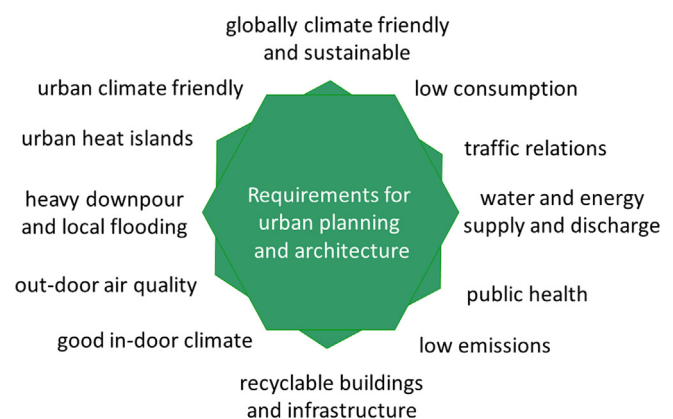 globally climate friendly
and sustainable
urban climate friendly
low consumption
urban heat islands
traffic relations
heavy downpour
and local flooding
Requirements for
urban planning
and architecture
water and energy
supply and discharge
out-door air quality
public health
good in-door climate
low emissions
recyclable buildings
and infrastructure